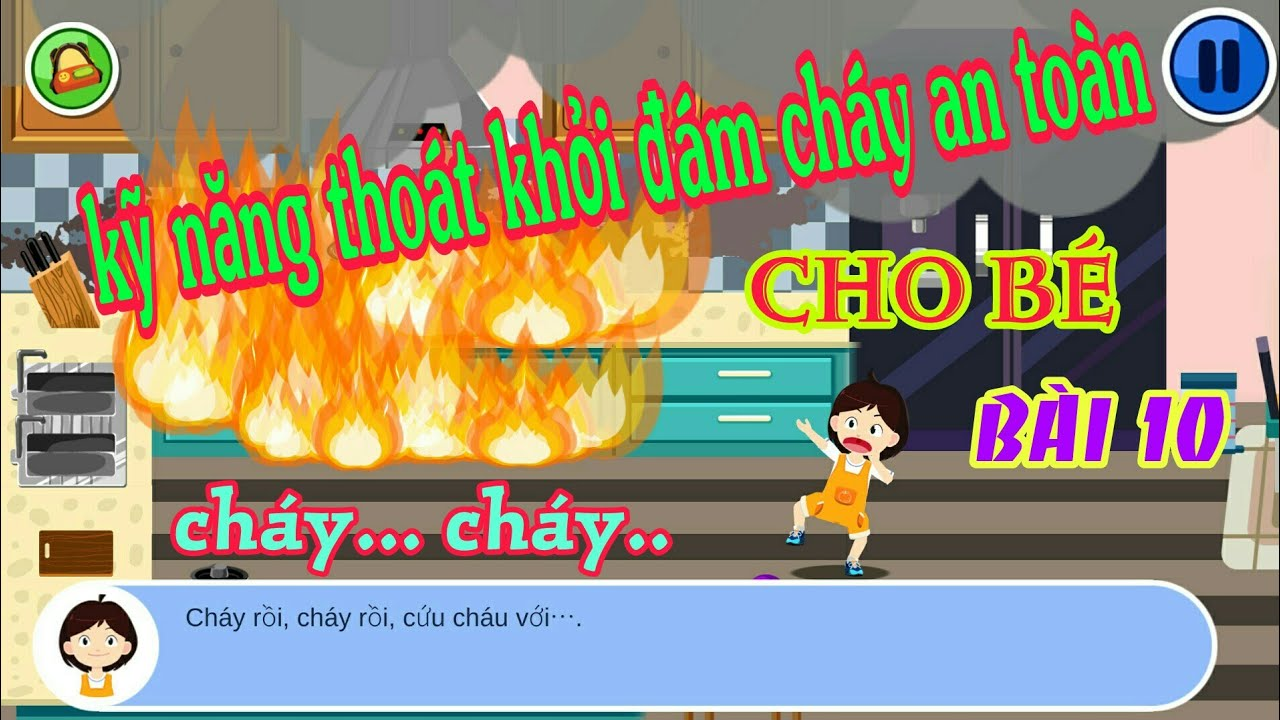 kỹ năng thoát khỏi đám cháy an toàn
CHO BÉ
BÀI 10
cháy... cháy..
Cháy rồi, cháy rồi, cứu cháu với….